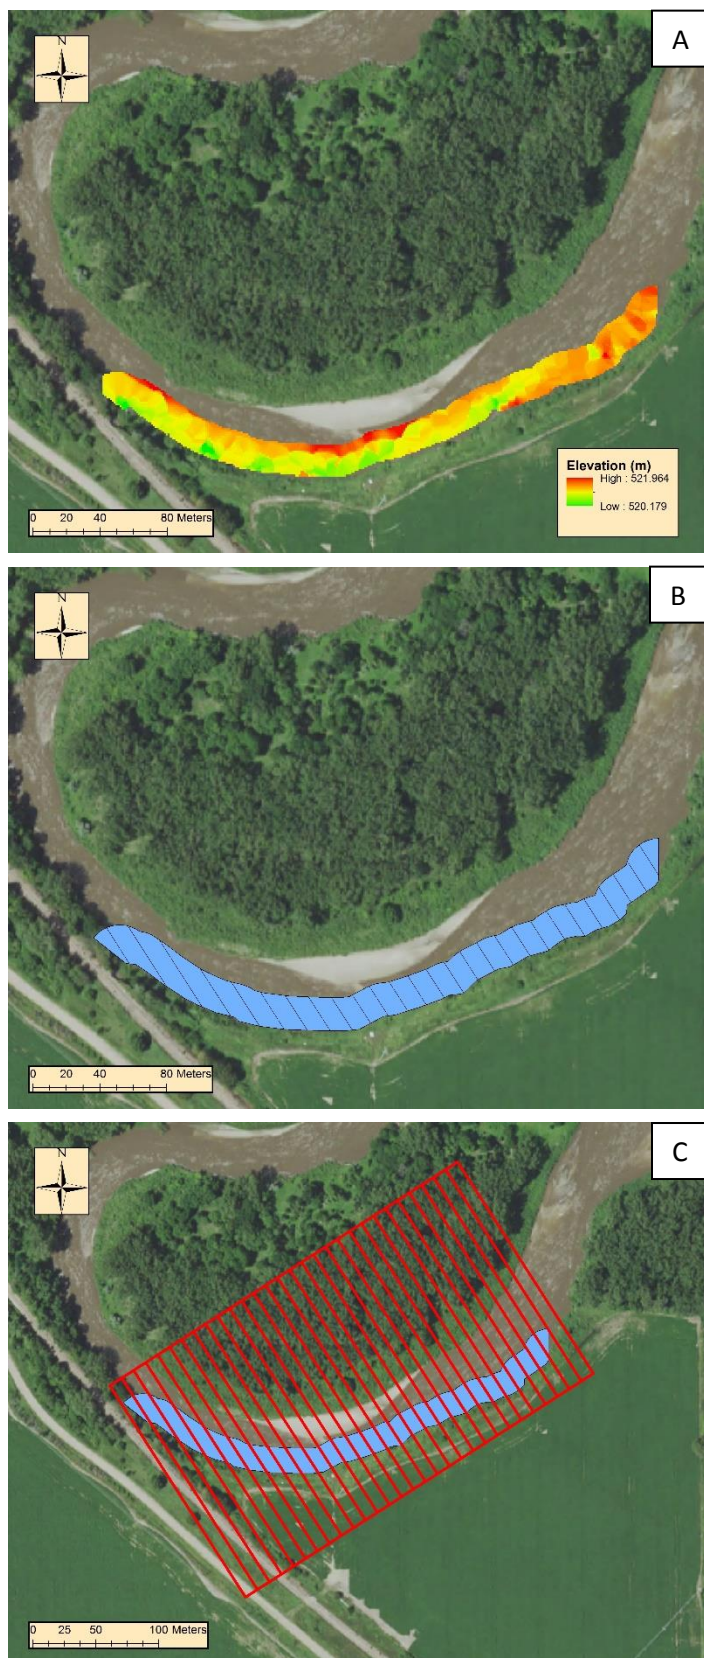 A
N
Elevation (m)
High : 521.964
Low : 520.179
0 20 40 80 Meters
B
N
0 20 40 80 Meters
C
N
0 25 50 100 Meters